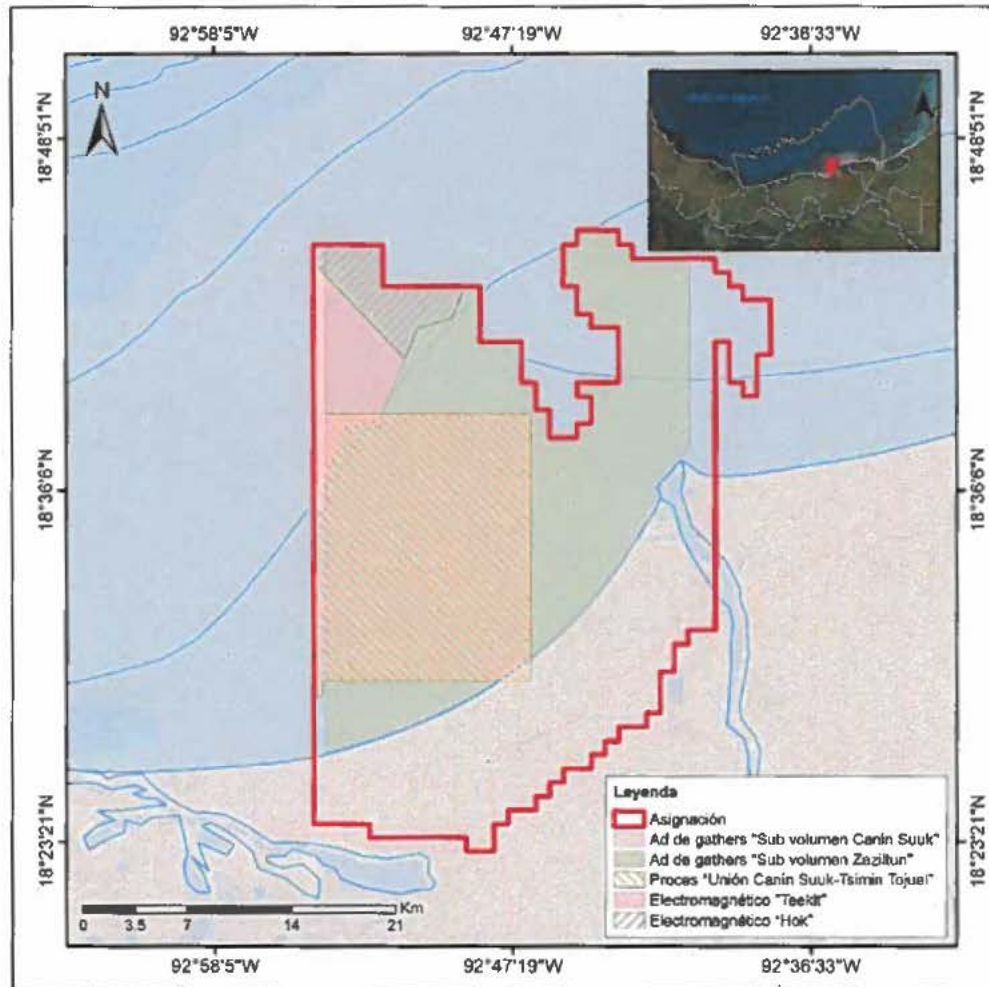 92°58'5"W 92°47'19"W 92°36'33"W
N
18°48'51"N 18°48'51"N
18°36'6"N 18°36'6"N
18°23'21"N 18°23'21"N
Leyenda
Asignación
Ad de gathers "Sub volumen Canin Suuk"
Ad de gathers "Sub volumen Zaziltun"
Proces "Unión Canin Suuk-Tsimin Tojual"
Electromagnético "Teekit"
Electromagnético "Hok"
Km
0 3.5 7 14 21
92°58'5"W 92°47'19"W 92°36'33"W